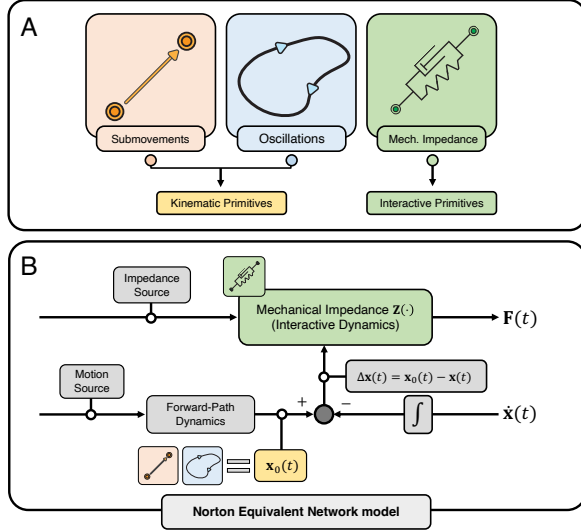 A
Submovements
Oscillations
Mech. Impedance
Kinematic Primitives
Interactive Primitives
B
Impedance
Source
Mechanical Impedance Z(·)
(Interactive Dynamics)
F(t)
Motion
Source
Δx(t) = x₀(t) − x(t)
Forward-Path
Dynamics
+
−
∫
ẋ(t)
=
x₀(t)
Norton Equivalent Network model